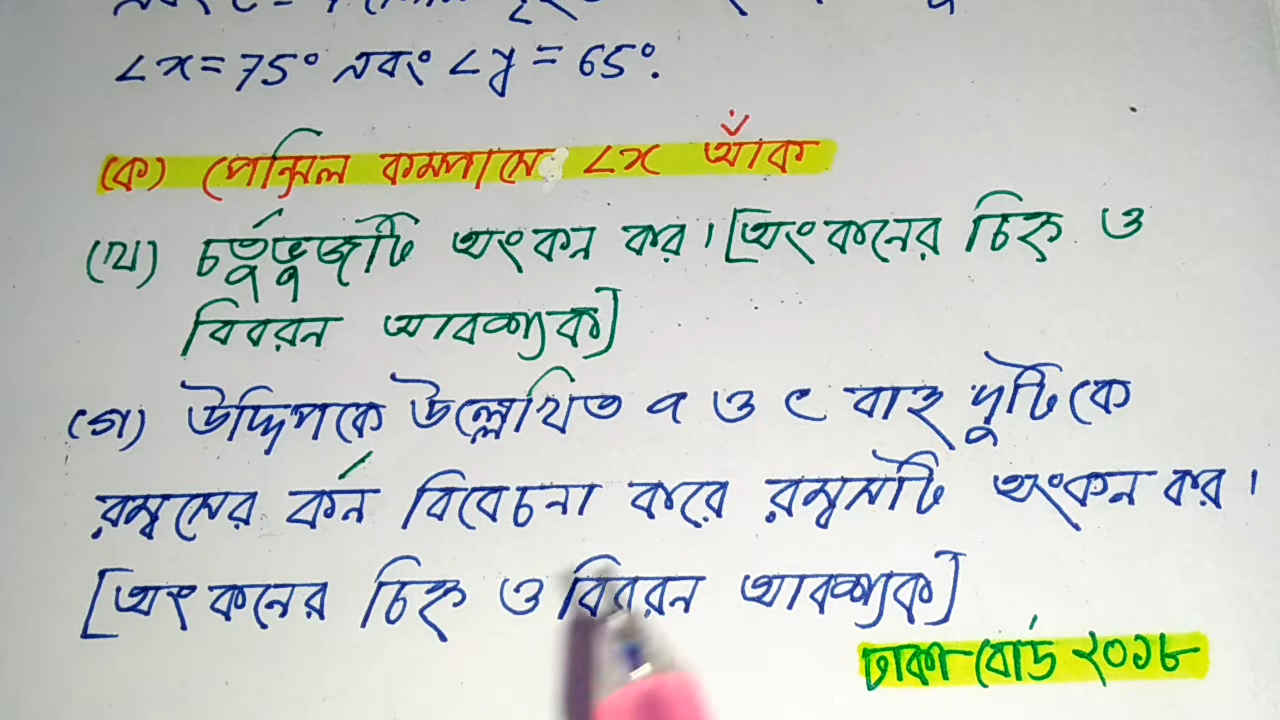 ∠x = 75° এবং ∠y = 65°.
(ক) পেন্সিল কম্পাসে ∠x আঁক
(খ) চর্তুভুজটি অংকন কর। [অংকনের চিহ্ন ও
বিবরন আবশ্যক]
(গ) উদ্দিপকে উল্লেখিত a ও c বাহু দুটিকে
রম্বসের কর্ন বিবেচনা করে রম্বসটি অংকন কর।
[অংকনের চিহ্ন ও বিবরন আবশ্যক]
ঢাকা বোর্ড ২০১৮